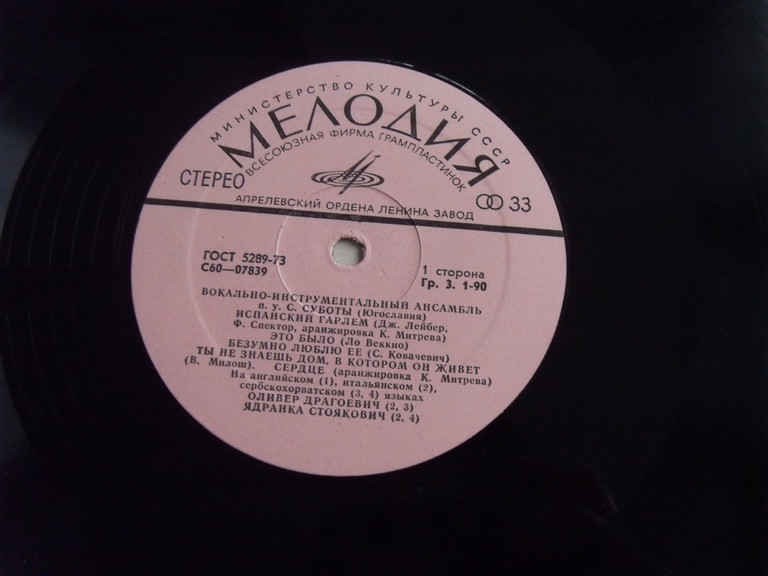 МИНИСТЕРСТВО КУЛЬТУРЫ СССР
МЕЛОДИЯ
ВСЕСОЮЗНАЯ ФИРМА ГРАМПЛАСТИНОК
СТЕРЕО
33
АПРЕЛЕВСКИЙ ОРДЕНА ЛЕНИНА ЗАВОД
ГОСТ 5289-73
С60—07839
1 сторона
Гр. 3. 1-90
ВОКАЛЬНО-ИНСТРУМЕНТАЛЬНЫЙ АНСАМБЛЬ
п. у. С. СУБОТЫ (Югославия)
ИСПАНСКИЙ ГАРЛЕМ (Дж. Лейбер,
Ф. Спектор, аранжировка К. Митрева)
ЭТО БЫЛО (Ло Веккио)
БЕЗУМНО ЛЮБЛЮ ЕЕ (С. Ковачевич)
ТЫ НЕ ЗНАЕШЬ ДОМ, В КОТОРОМ ОН ЖИВЕТ
(В. Милош). СЕРДЦЕ (аранжировка К. Митрева)
На английском (1), итальянском (2),
сербскохорватском (3, 4) языках
ОЛИВЕР ДРАГОЕВИЧ (2, 3)
ЯДРАНКА СТОЯКОВИЧ (2, 4)